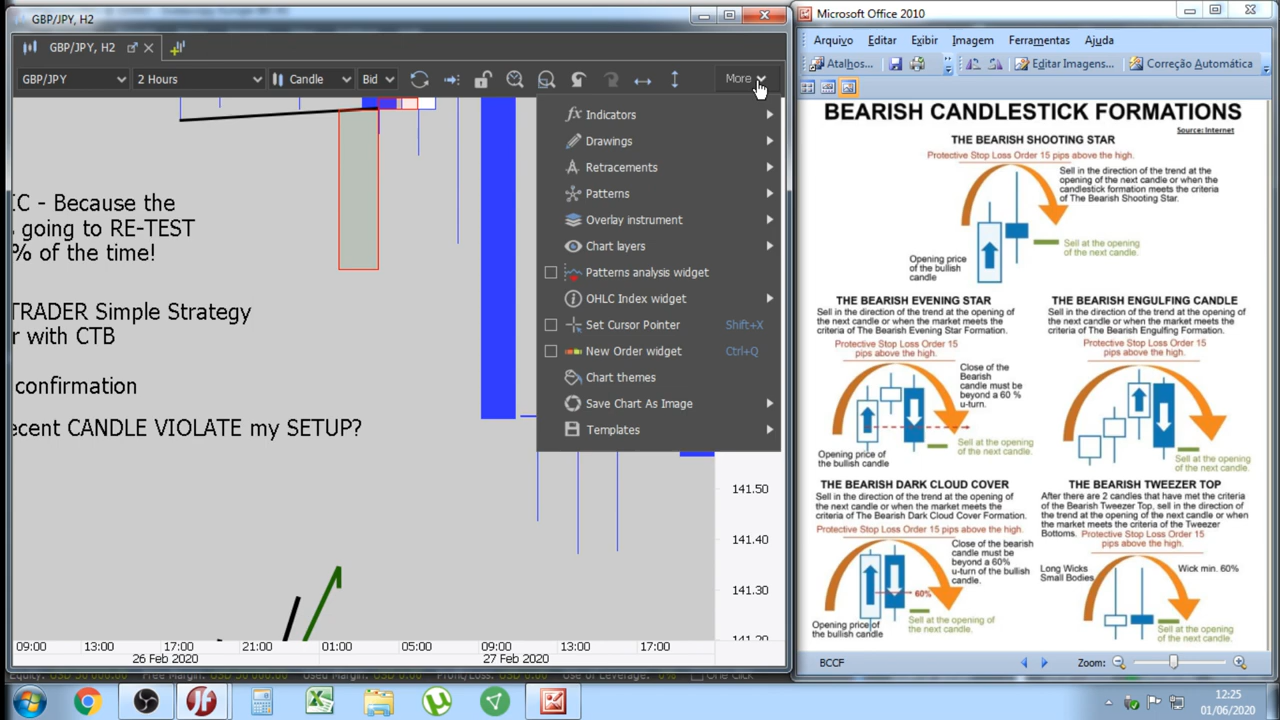 GBP/JPY, H2
GBP/JPY, H2
GBP/JPY
2 Hours
Candle
Bid
More
IC - Because the
s going to RE-TEST
% of the time!
TRADER Simple Strategy
r with CTB
confirmation
ecent CANDLE VIOLATE my SETUP?
Indicators
Drawings
Retracements
Patterns
Overlay instrument
Chart layers
Patterns analysis widget
OHLC Index widget
Set Cursor Pointer Shift+X
New Order widget Ctrl+Q
Chart themes
Save Chart As Image
Templates
141.50
141.40
141.30
141.20
09:00 13:00 17:00 21:00 01:00 05:00 09:00 13:00 17:00
26 Feb 2020 27 Feb 2020
Microsoft Office 2010
Arquivo Editar Exibir Imagem Ferramentas Ajuda
Atalhos... Editar Imagens... Correção Automática
BEARISH CANDLESTICK FORMATIONS
Source: Internet
THE BEARISH SHOOTING STAR
Protective Stop Loss Order 15 pips above the high.
Sell in the direction of the trend at the
opening of the next candle or when the
candlestick formation meets the criteria
of The Bearish Shooting Star.
Sell at the opening
of the next candle.
Opening price
of the bullish
candle
THE BEARISH EVENING STAR
Sell in the direction of the trend at the opening of
the next candle or when the market meets the
criteria of The Bearish Evening Star Formation.
Protective Stop Loss Order 15
pips above the high.
Close of the
Bearish
candle must be
beyond a 60 %
u-turn.
Sell at the opening
of the next candle.
Opening price of
the bullish candle
THE BEARISH ENGULFING CANDLE
Sell in the direction of the trend at the opening of
the next candle or when the market meets the
criteria of The Bearish Engulfing Formation.
Protective Stop Loss Order 15
pips above the high.
Sell at the opening
of the next candle.
THE BEARISH DARK CLOUD COVER
Sell in the direction of the trend at the opening of
the next candle or when the market meets the
criteria of The Bearish Dark Cloud Cover Formation.
Protective Stop Loss Order 15 pips above the high.
Close of the bearish
candle must be
beyond a 60%
u-turn of the bullish
candle.
60%
Sell at the opening
of the next candle.
Opening price of
the bullish candle
THE BEARISH TWEEZER TOP
After there are 2 candles that have met the criteria
of the Bearish Tweezer Top, sell in the direction of
the trend at the opening of the next candle or when
the market meets the criteria of the Tweezer
Bottoms. Protective Stop Loss Order 15
pips above the high.
Long Wicks
Small Bodies
Wick min. 60%
Sell at the opening
of the next candle.
BCCF
Zoom:
12:25
01/06/2020